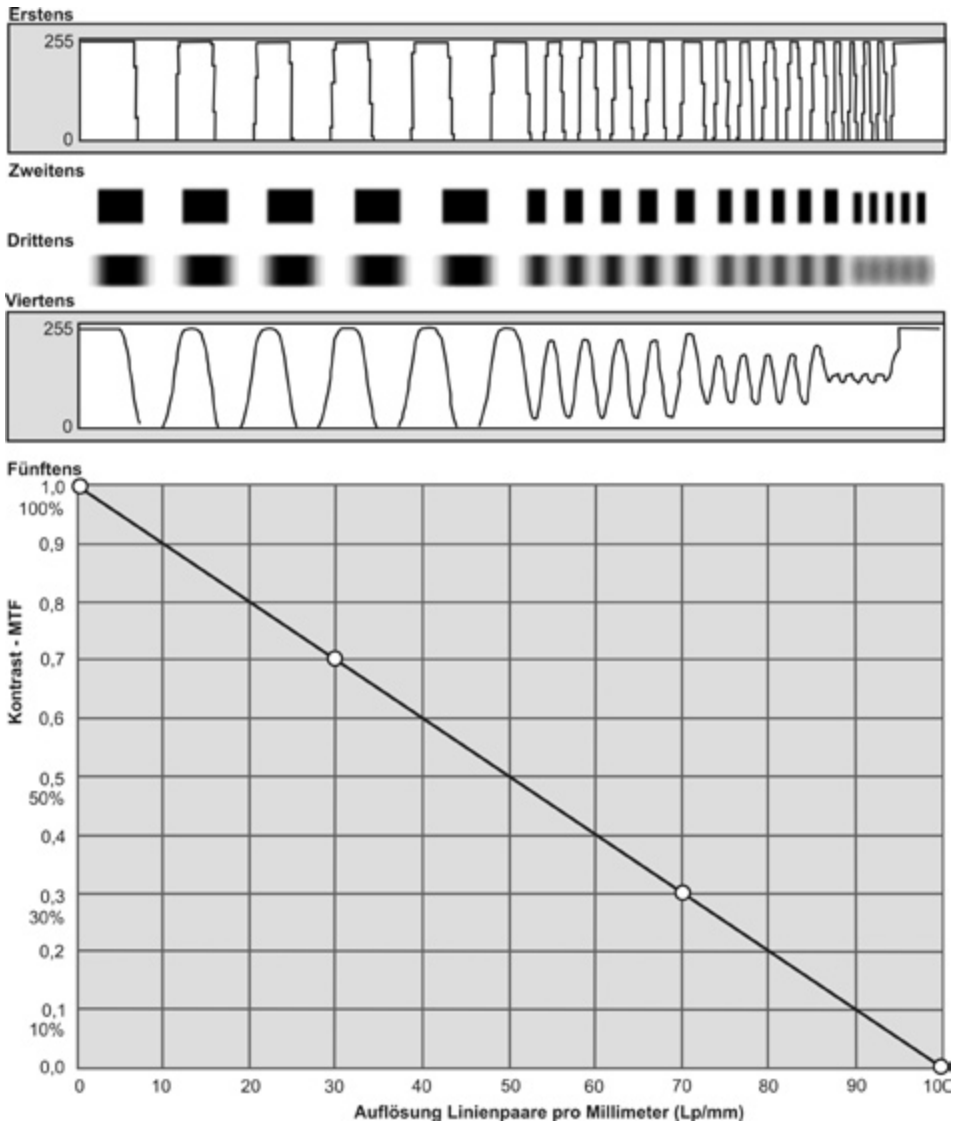 Erstens
255
0
Zweitens
Drittens
Viertens
255
0
Fünftens
1,0
100%
0,9
0,8
0,7
0,6
0,5
50%
0,4
0,3
30%
0,2
0,1
10%
0,0
Kontrast - MTF
0 10 20 30 40 50 60 70 80 90 100
Auflösung Linienpaare pro Millimeter (Lp/mm)